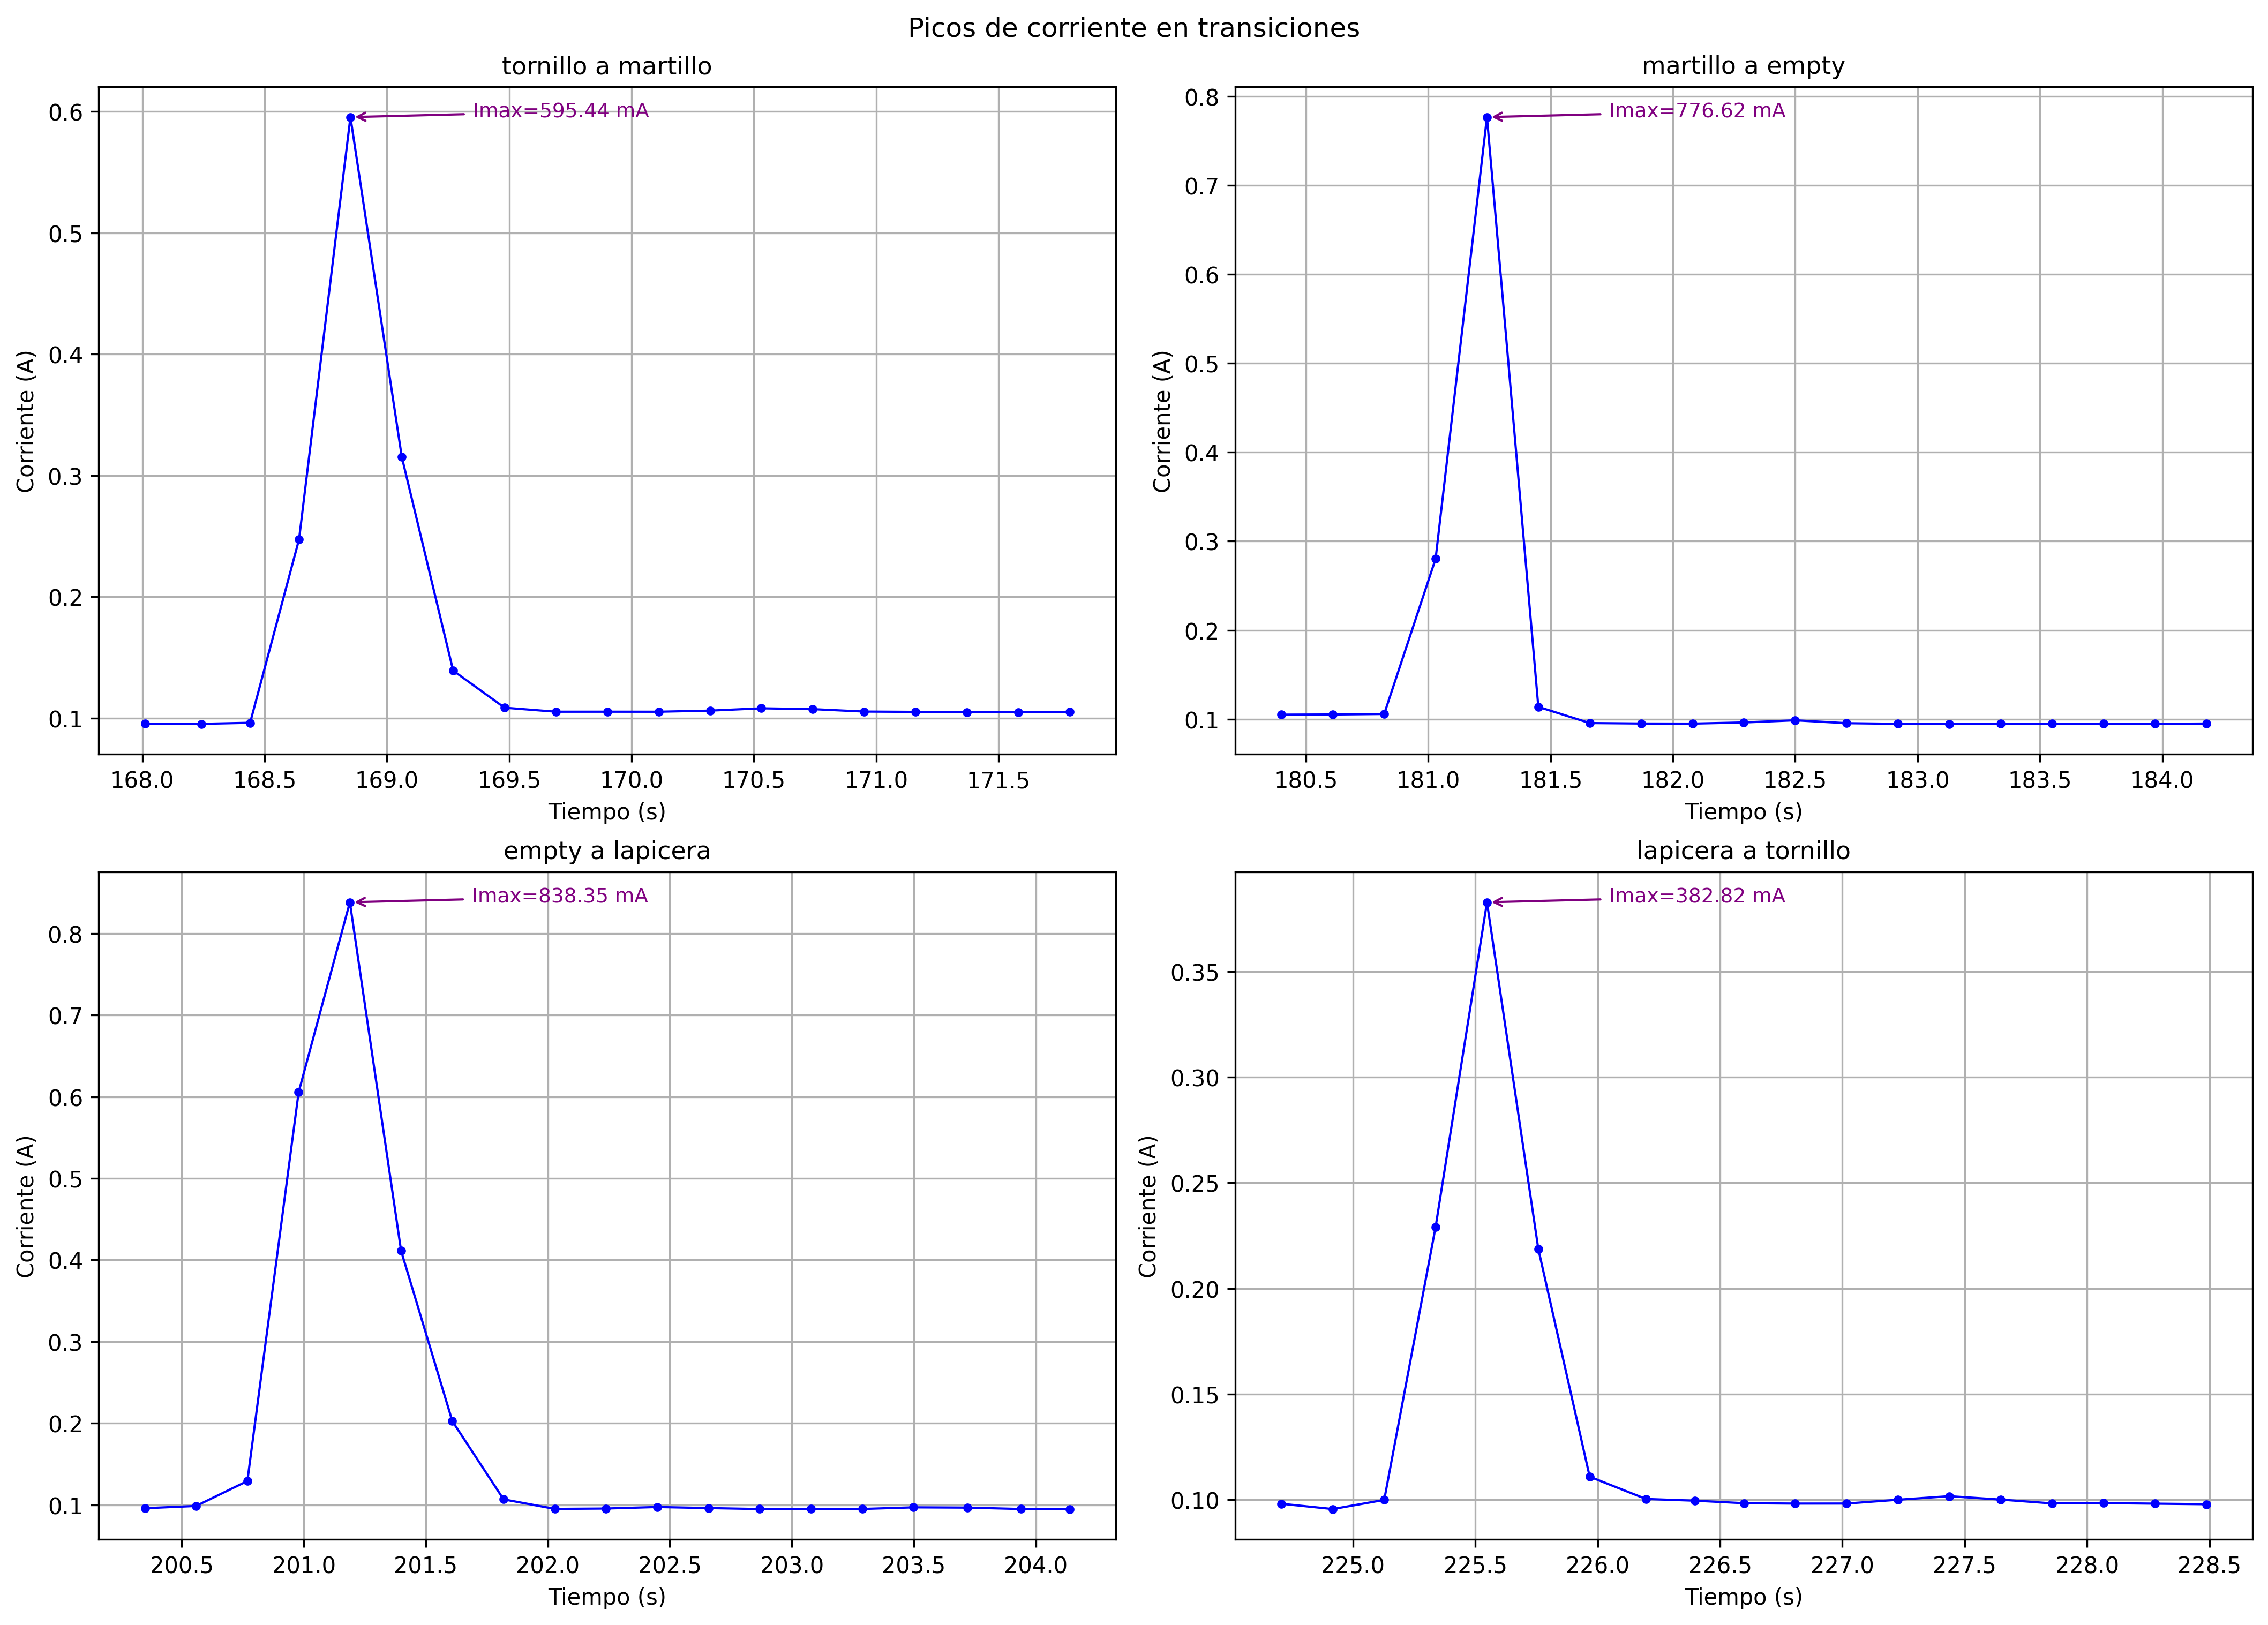 Picos de corriente en transiciones
tornillo a martillo
Imax=595.44 mA
0.6
0.5
0.4
0.3
0.2
0.1
Corriente (A)
168.0 168.5 169.0 169.5 170.0 170.5 171.0 171.5
Tiempo (s)
martillo a empty
Imax=776.62 mA
0.8
0.7
0.6
0.5
0.4
0.3
0.2
0.1
Corriente (A)
180.5 181.0 181.5 182.0 182.5 183.0 183.5 184.0
Tiempo (s)
empty a lapicera
Imax=838.35 mA
0.8
0.7
0.6
0.5
0.4
0.3
0.2
0.1
Corriente (A)
200.5 201.0 201.5 202.0 202.5 203.0 203.5 204.0
Tiempo (s)
lapicera a tornillo
Imax=382.82 mA
0.35
0.30
0.25
0.20
0.15
0.10
Corriente (A)
225.0 225.5 226.0 226.5 227.0 227.5 228.0 228.5
Tiempo (s)